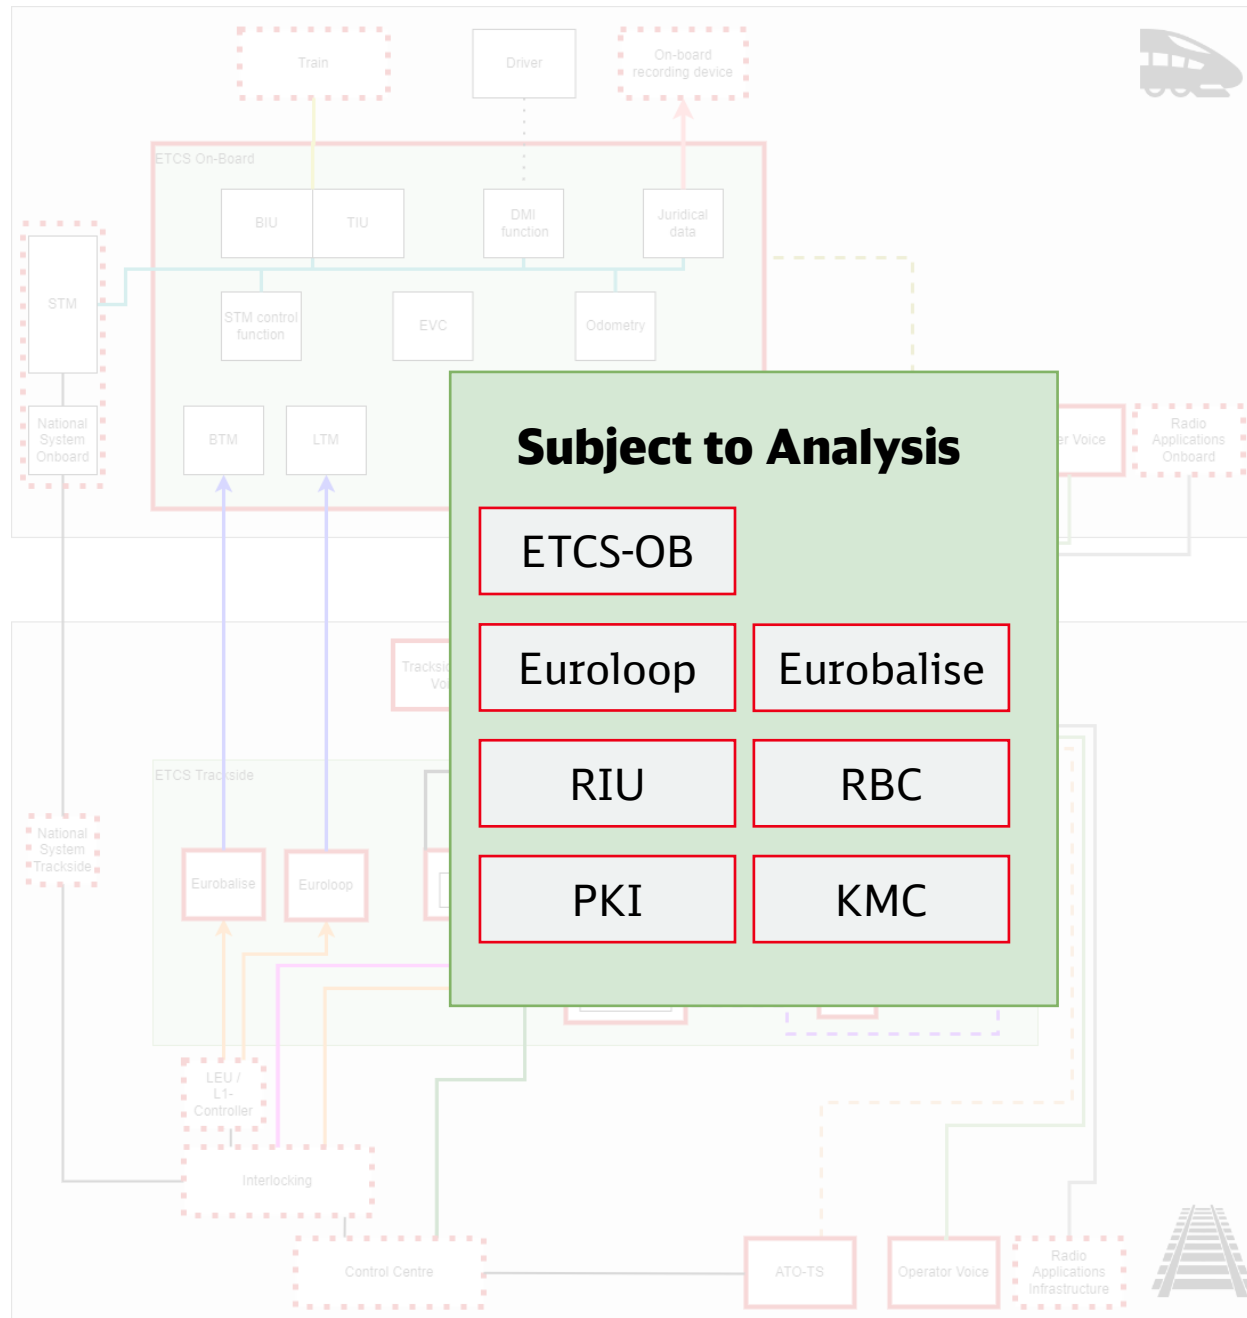 Train
Driver
On-board
recording device
ETCS On-Board
BIU
TIU
DMI
function
Juridical
data
STM
STM control
function
EVC
Odometry
National
System
Onboard
BTM
LTM
er Voice
Radio
Applications
Onboard
Subject to Analysis
ETCS-OB
Euroloop
Eurobalise
RIU
RBC
PKI
KMC
ETCS Trackside
National
System
Trackside
Eurobalise
Euroloop
LEU /
L1-
Controller
Interlocking
Control Centre
ATO-TS
Operator Voice
Radio
Applications
Infrastructure